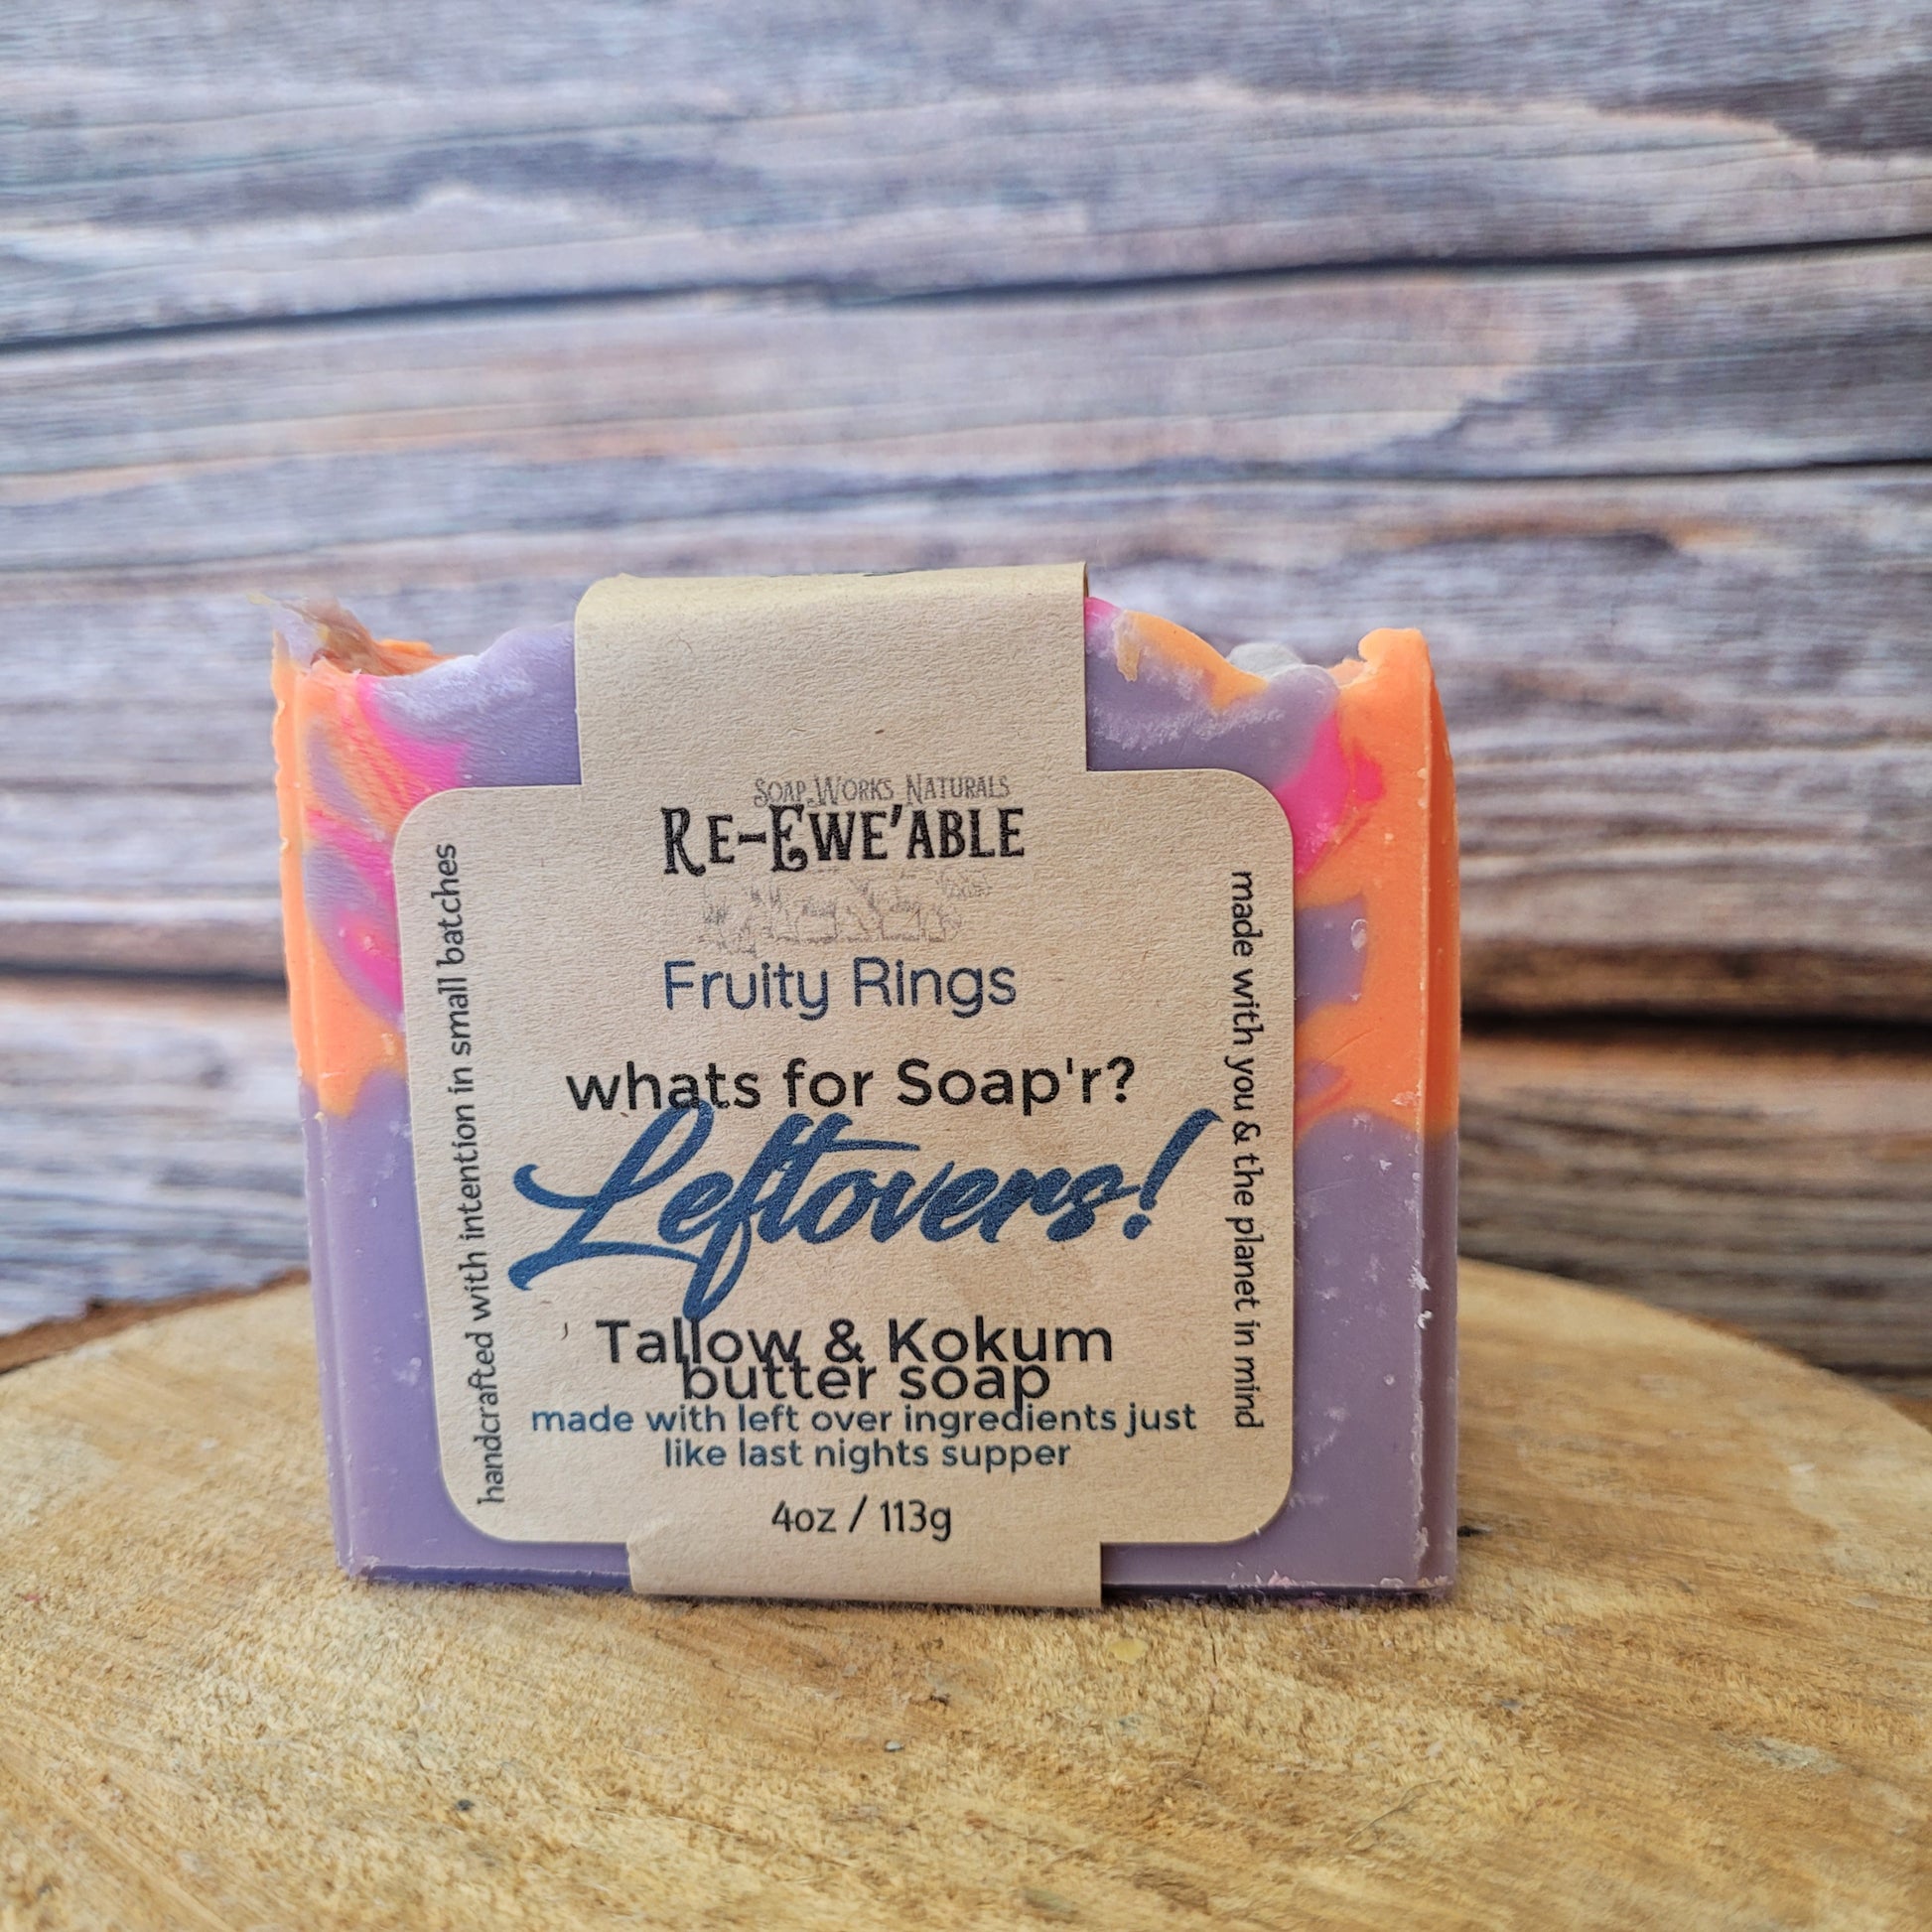 SOAP WORKS NATURALS
RE-EWE'ABLE
Fruity Rings
whats for Soap'r?
Leftovers!
Tallow & Kokum
butter soap
made with left over ingredients just
like last nights supper
4oz / 113g
handcrafted with intention in small batches
made with you & the planet in mind